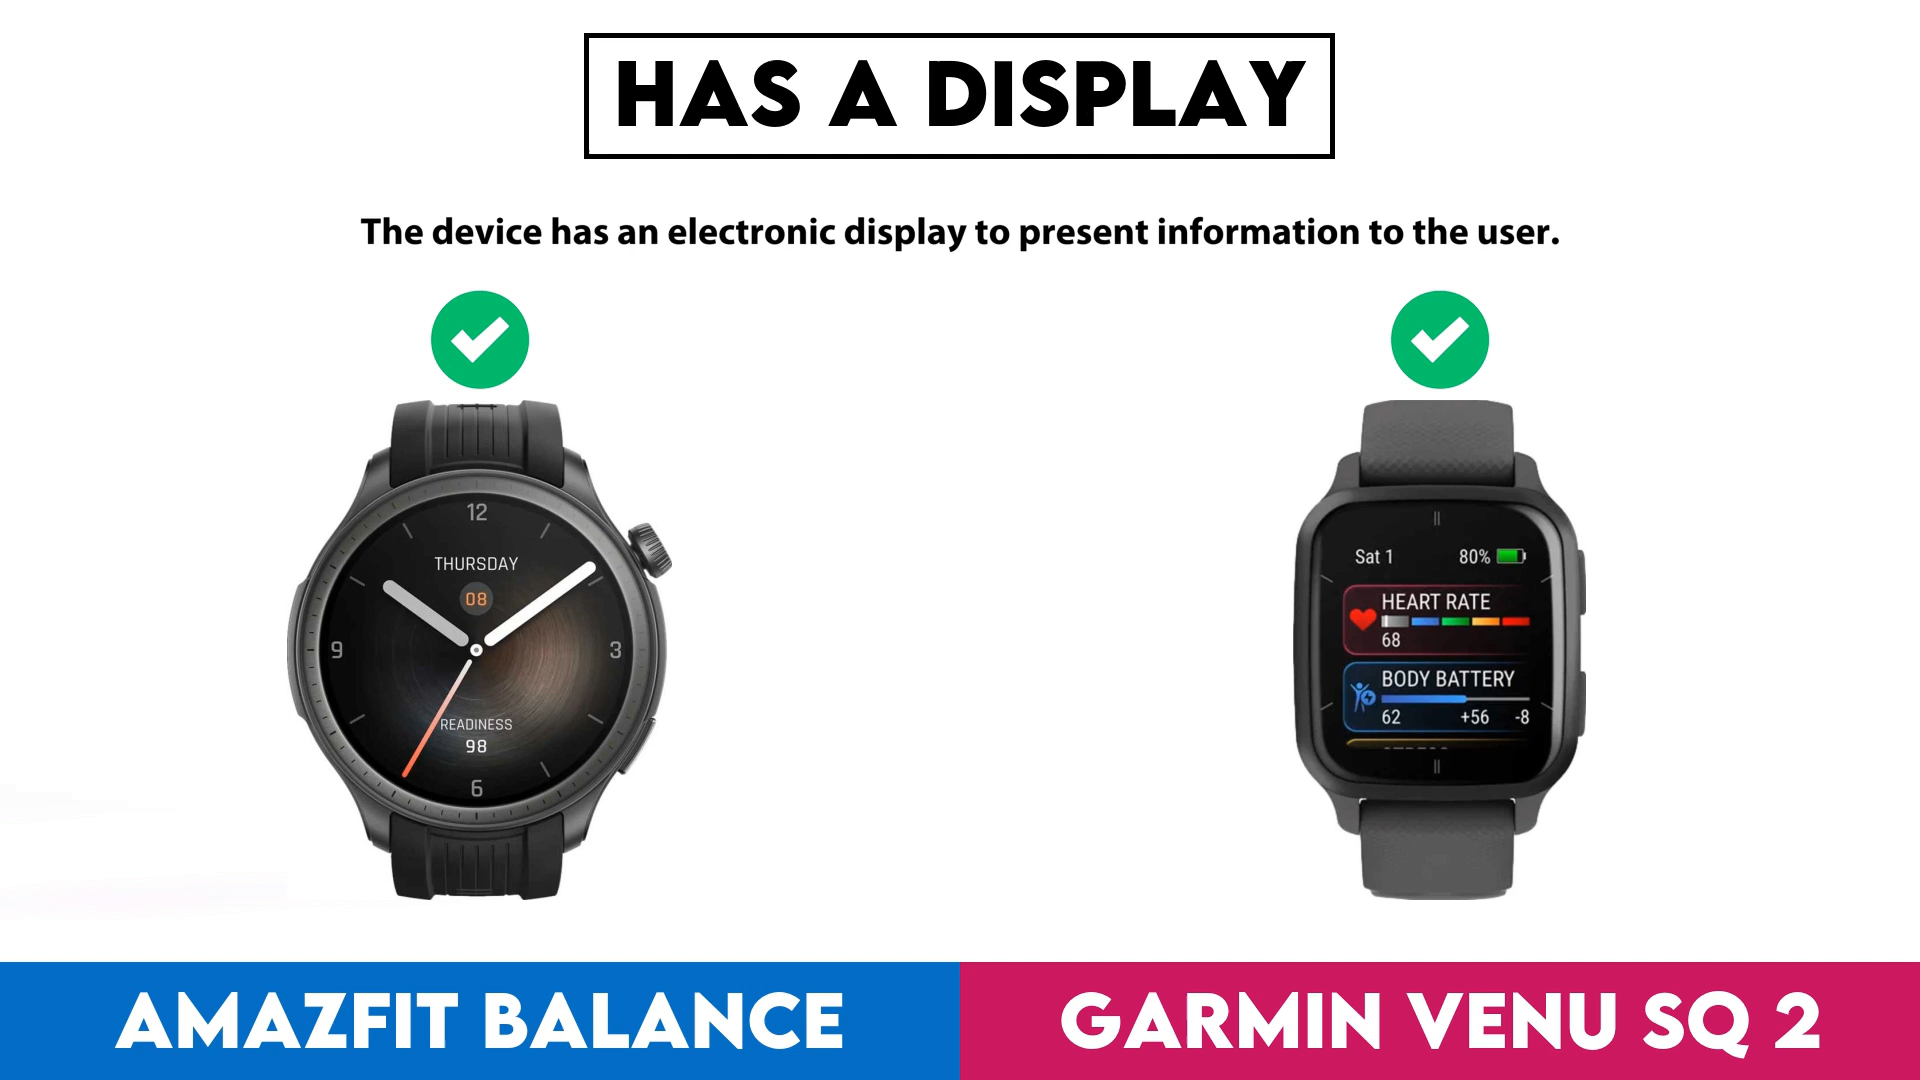 HAS A DISPLAY
The device has an electronic display to present information to the user.
12
THURSDAY
08
9
3
READINESS
98
6
Sat 1 80%
HEART RATE
68
BODY BATTERY
62 +56 -8
AMAZFIT BALANCE
GARMIN VENU SQ 2